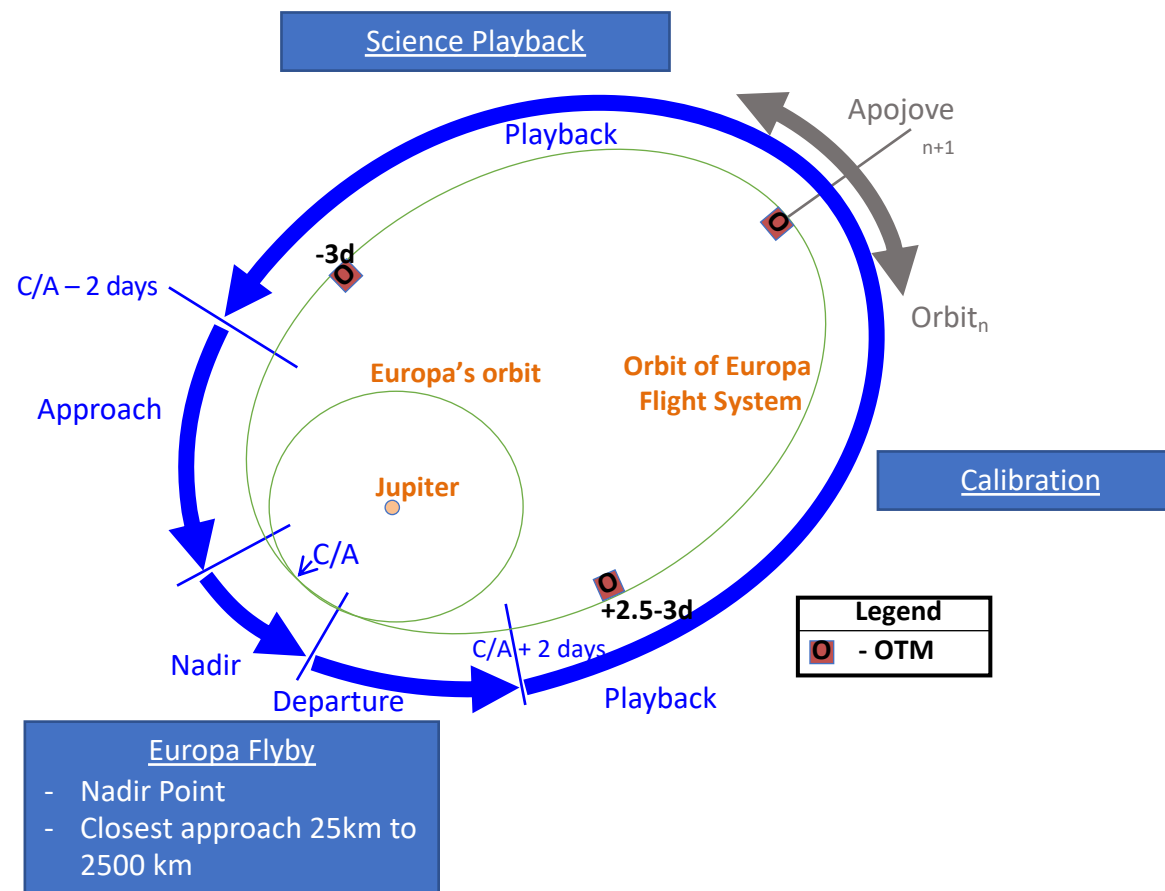 Science Playback
Playback
Apojove
n+1
Orbitn
-3d
O
O
C/A – 2 days
Approach
Europa's orbit
Orbit of Europa
Flight System
Jupiter
Calibration
C/A
O
+2.5-3d
C/A + 2 days
Nadir
Departure
Playback
Legend
O - OTM
Europa Flyby
- Nadir Point
- Closest approach 25km to
2500 km